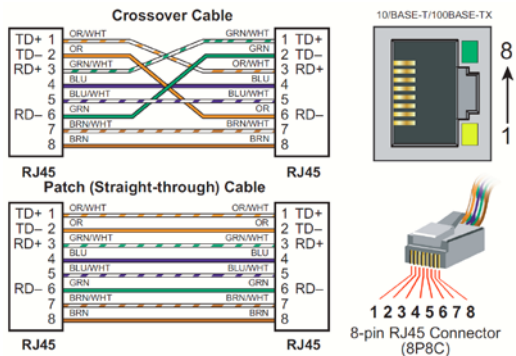 Crossover Cable
TD+ 1 OR/WHT GRN/WHT 1 TD+
TD– 2 OR GRN 2 TD–
RD+ 3 GRN/WHT OR/WHT 3 RD+
4 BLU BLU 4
5 BLU/WHT BLU/WHT 5
RD– 6 GRN OR 6 RD–
7 BRN/WHT BRN/WHT 7
8 BRN BRN 8
RJ45 RJ45
10/BASE-T/100BASE-TX
8
1
Patch (Straight-through) Cable
TD+ 1 OR/WHT OR/WHT 1 TD+
TD– 2 OR OR 2 TD–
RD+ 3 GRN/WHT GRN/WHT 3 RD+
4 BLU BLU 4
5 BLU/WHT BLU/WHT 5
RD– 6 GRN GRN 6 RD–
7 BRN/WHT BRN/WHT 7
8 BRN BRN 8
RJ45 RJ45
1 2 3 4 5 6 7 8
8-pin RJ45 Connector
(8P8C)